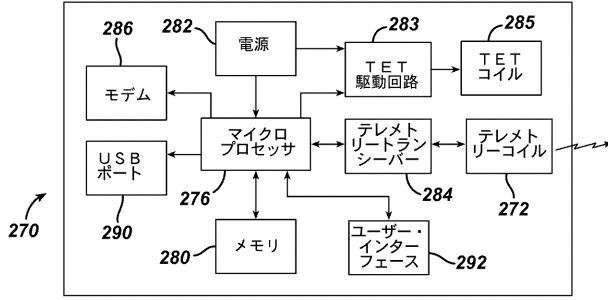 286
282
283
285
電源
TET
駆動回路
TET
コイル
モデム
マイクロ
プロセッサ
テレメト
リートラン
シーバー
テレメト
リーコイル
USB
ポート
276
284
272
270
290
280
メモリ
ユーザー・
インター
フェース
292